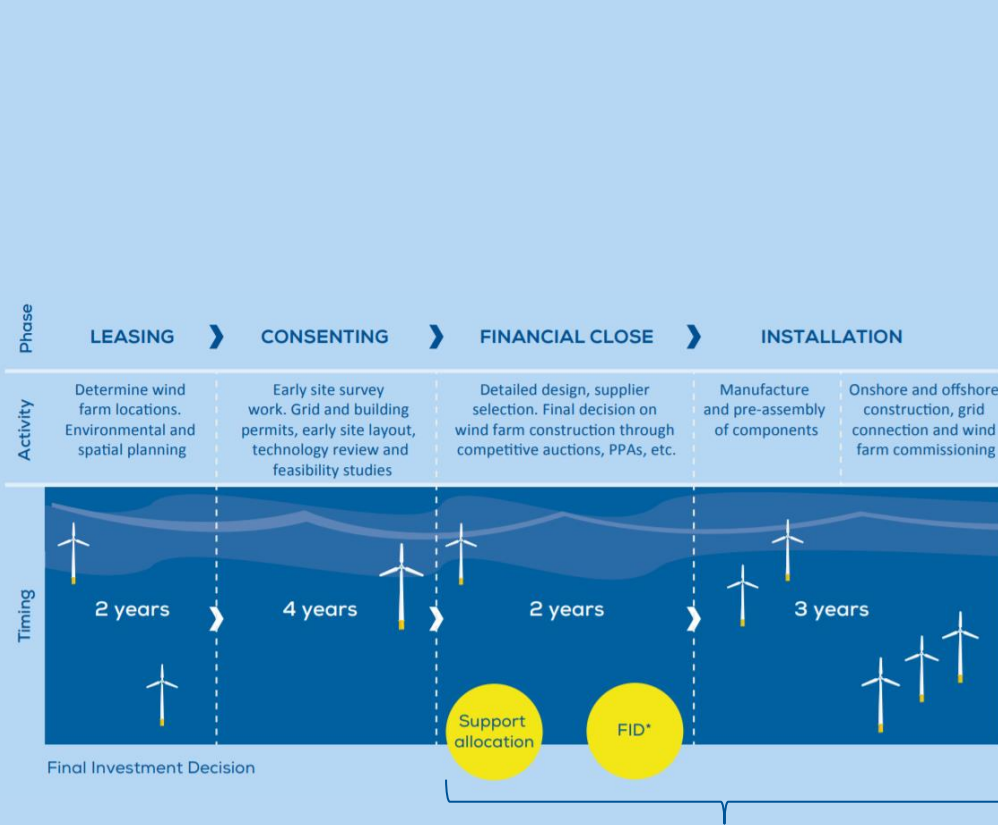 Phase
LEASING
CONSENTING
FINANCIAL CLOSE
INSTALLATION
Activity
Determine wind
farm locations.
Environmental and
spatial planning
Early site survey
work. Grid and building
permits, early site layout,
technology review and
feasibility studies
Detailed design, supplier
selection. Final decision on
wind farm construction through
competitive auctions, PPAs, etc.
Manufacture
and pre-assembly
of components
Onshore and offshore
construction, grid
connection and wind
farm commissioning
Timing
2 years
4 years
2 years
3 years
Support
allocation
FID*
Final Investment Decision